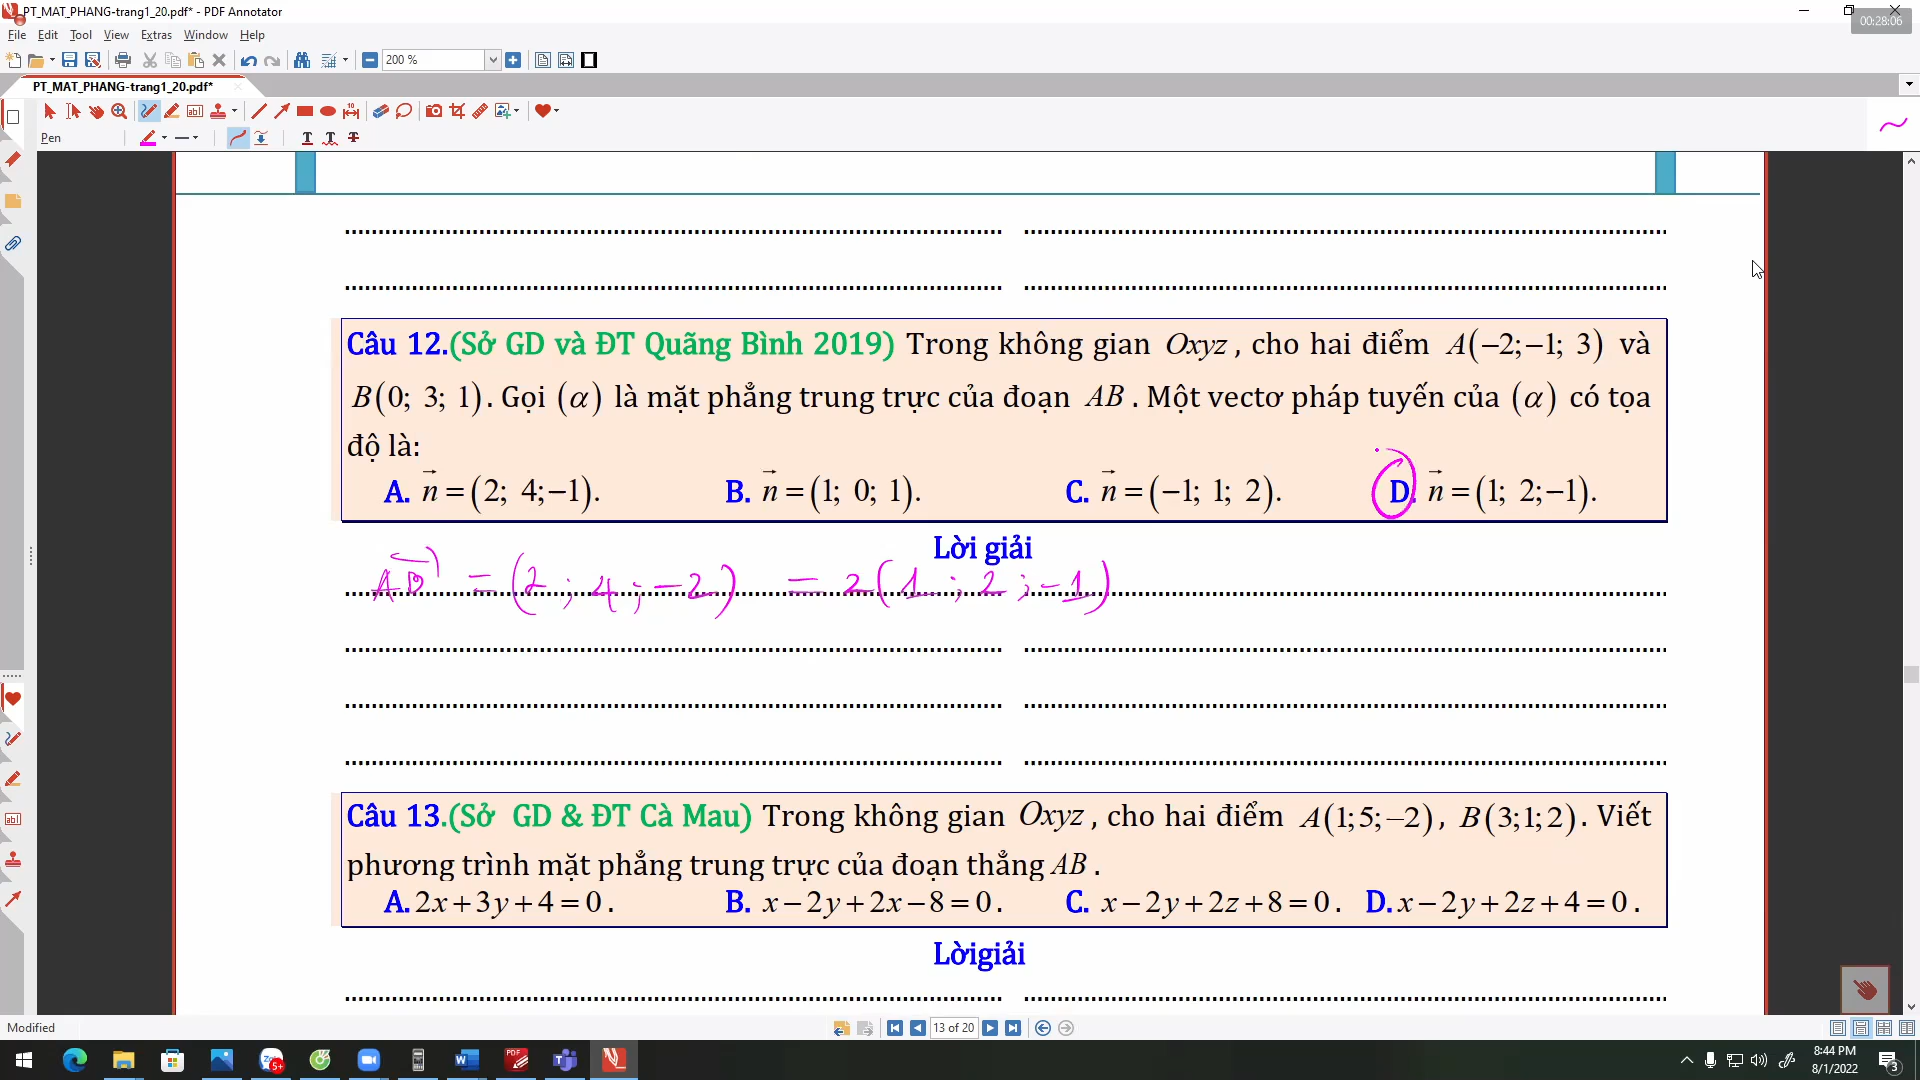 PT_MAT_PHANG-trang1_20.pdf* - PDF Annotator
00:28:06
File Edit Tool View Extras Window Help
200 %
PT_MAT_PHANG-trang1_20.pdf*
Pen
Câu 12.(Sở GD và ĐT Quãng Bình 2019) Trong không gian Oxyz, cho hai điểm A(−2;−1; 3) và
B(0; 3; 1). Gọi (α) là mặt phẳng trung trực của đoạn AB. Một vectơ pháp tuyến của (α) có tọa
độ là:
A. n⃗ = (2; 4;−1). B. n⃗ = (1; 0; 1). C. n⃗ = (−1; 1; 2). D. n⃗ = (1; 2;−1).
Lời giải
AB⃗ = (2; 4; −2) = 2(1; 2; −1)
Câu 13.(Sở GD & ĐT Cà Mau) Trong không gian Oxyz, cho hai điểm A(1;5;−2), B(3;1;2). Viết
phương trình mặt phẳng trung trực của đoạn thẳng AB.
A. 2x+3y+4=0. B. x−2y+2x−8=0. C. x−2y+2z+8=0. D. x−2y+2z+4=0.
Lờigiải
Modified
13 of 20
8:44 PM
8/1/2022
3